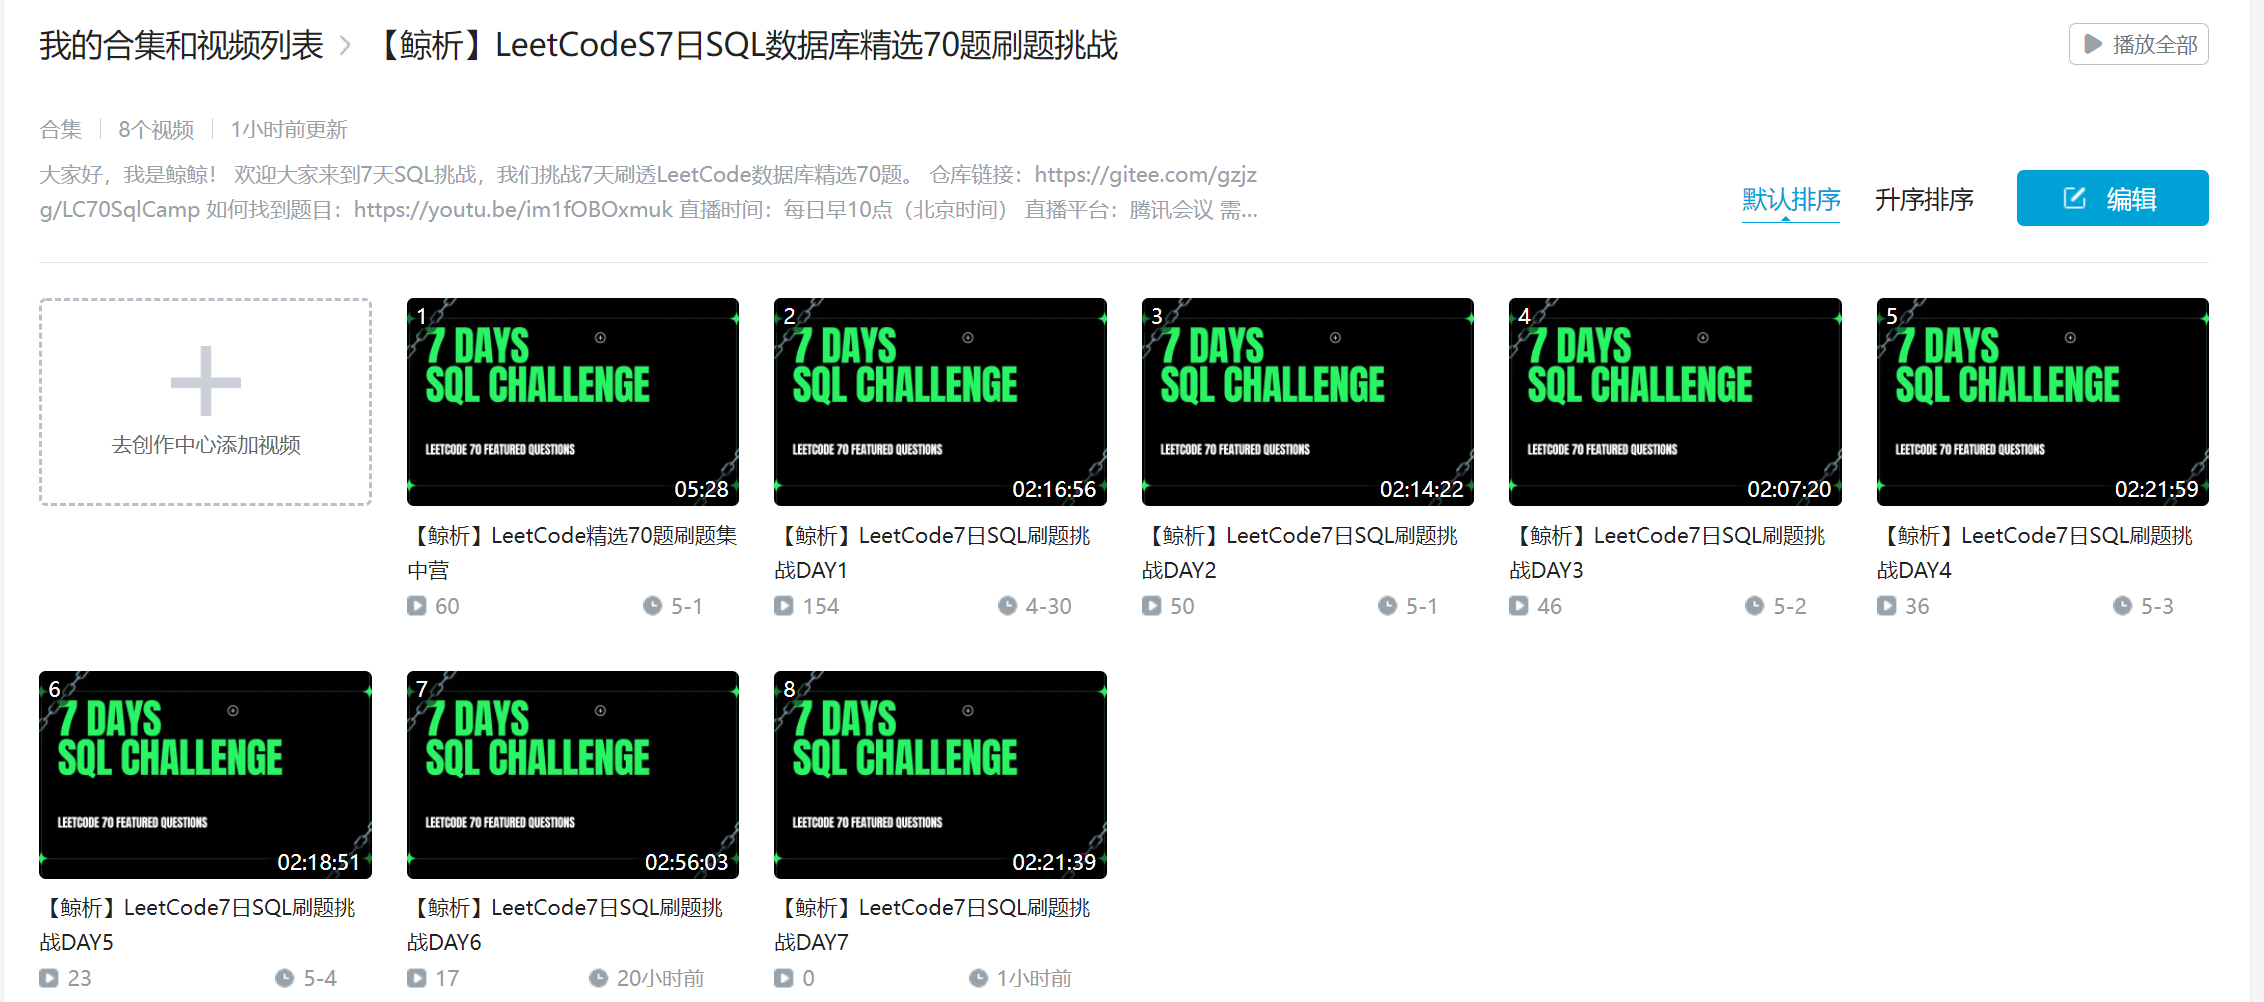 我的合集和视频列表 > 【鲸析】LeetCodeS7日SQL数据库精选70题刷题挑战
播放全部
合集 | 8个视频 | 1小时前更新
大家好，我是鲸鲸！ 欢迎大家来到7天SQL挑战，我们挑战7天刷透LeetCode数据库精选70题。 仓库链接：https://gitee.com/gzjz
g/LC70SqlCamp 如何找到题目：https://youtu.be/im1fOBOxmuk 直播时间：每日早10点（北京时间） 直播平台：腾讯会议 需...
默认排序 升序排序 编辑
去创作中心添加视频
1
7 DAYS
SQL CHALLENGE
LEETCODE 70 FEATURED QUESTIONS
05:28
【鲸析】LeetCode精选70题刷题集
中营
60 5-1
2
7 DAYS
SQL CHALLENGE
LEETCODE 70 FEATURED QUESTIONS
02:16:56
【鲸析】LeetCode7日SQL刷题挑
战DAY1
154 4-30
3
7 DAYS
SQL CHALLENGE
LEETCODE 70 FEATURED QUESTIONS
02:14:22
【鲸析】LeetCode7日SQL刷题挑
战DAY2
50 5-1
4
7 DAYS
SQL CHALLENGE
LEETCODE 70 FEATURED QUESTIONS
02:07:20
【鲸析】LeetCode7日SQL刷题挑
战DAY3
46 5-2
5
7 DAYS
SQL CHALLENGE
LEETCODE 70 FEATURED QUESTIONS
02:21:59
【鲸析】LeetCode7日SQL刷题挑
战DAY4
36 5-3
6
7 DAYS
SQL CHALLENGE
LEETCODE 70 FEATURED QUESTIONS
02:18:51
【鲸析】LeetCode7日SQL刷题挑
战DAY5
23 5-4
7
7 DAYS
SQL CHALLENGE
LEETCODE 70 FEATURED QUESTIONS
02:56:03
【鲸析】LeetCode7日SQL刷题挑
战DAY6
17 20小时前
8
7 DAYS
SQL CHALLENGE
LEETCODE 70 FEATURED QUESTIONS
02:21:39
【鲸析】LeetCode7日SQL刷题挑
战DAY7
0 1小时前